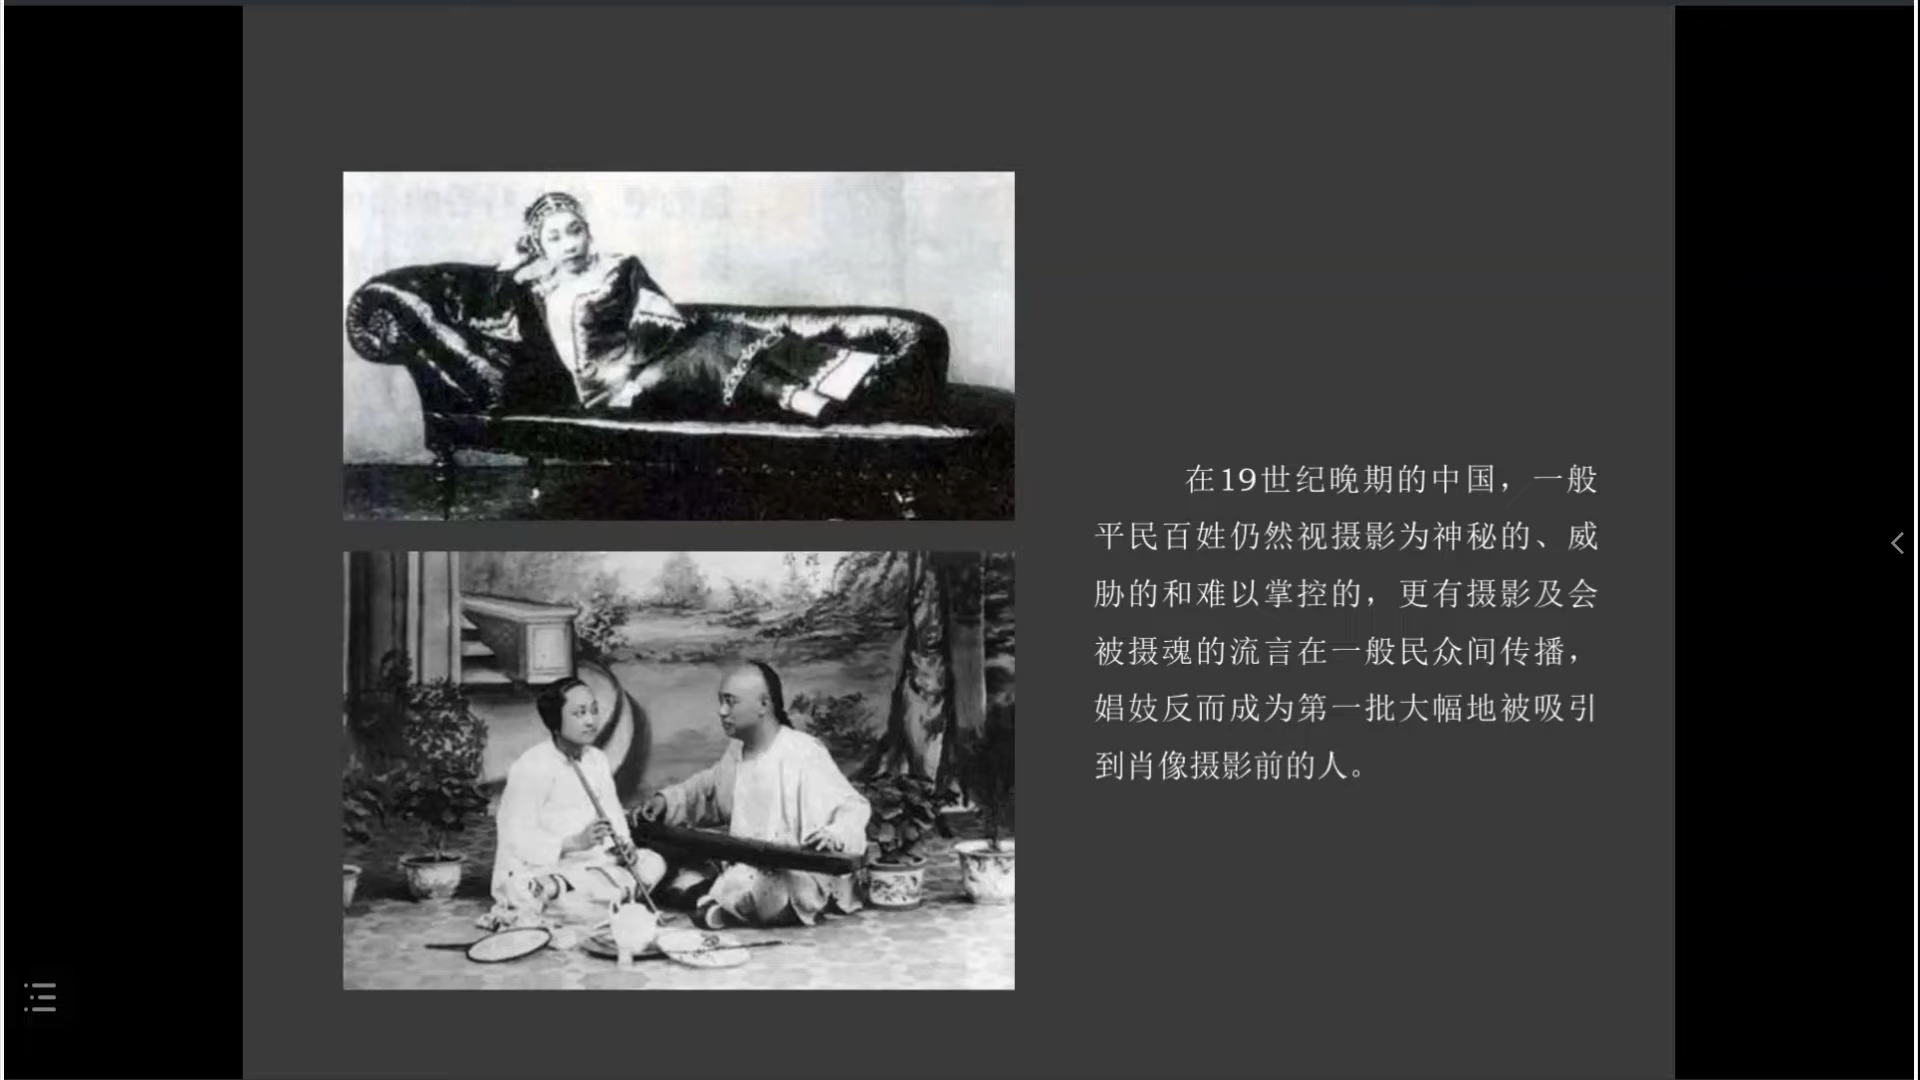 在19世纪晚期的中国，一般
平民百姓仍然视摄影为神秘的、威
胁的和难以掌控的，更有摄影及会
被摄魂的流言在一般民众间传播，
娼妓反而成为第一批大幅地被吸引
到肖像摄影前的人。